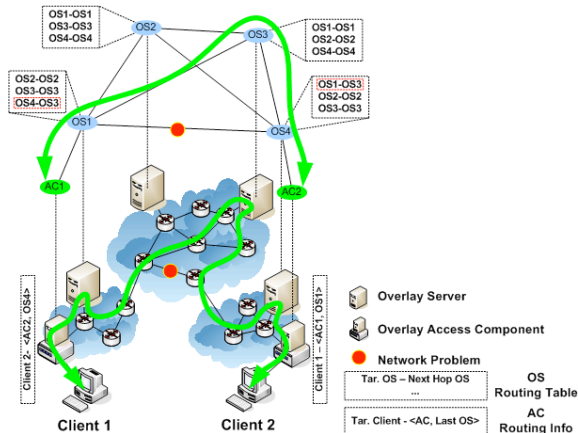 OS1-OS1
OS3-OS3
OS4-OS4
OS2
OS3
OS1-OS1
OS2-OS2
OS4-OS4
OS2-OS2
OS3-OS3
OS4-OS3
OS1-OS3
OS2-OS2
OS3-OS3
OS1
OS4
AC1
AC2
Client 2- <AC2, OS4>
Client 1 – <AC1, OS1>
Overlay Server
Overlay Access Component
Network Problem
Tar. OS – Next Hop OS
...
OS
Routing Table
Tar. Client - <AC, Last OS>
AC
Routing Info
Client 1
Client 2